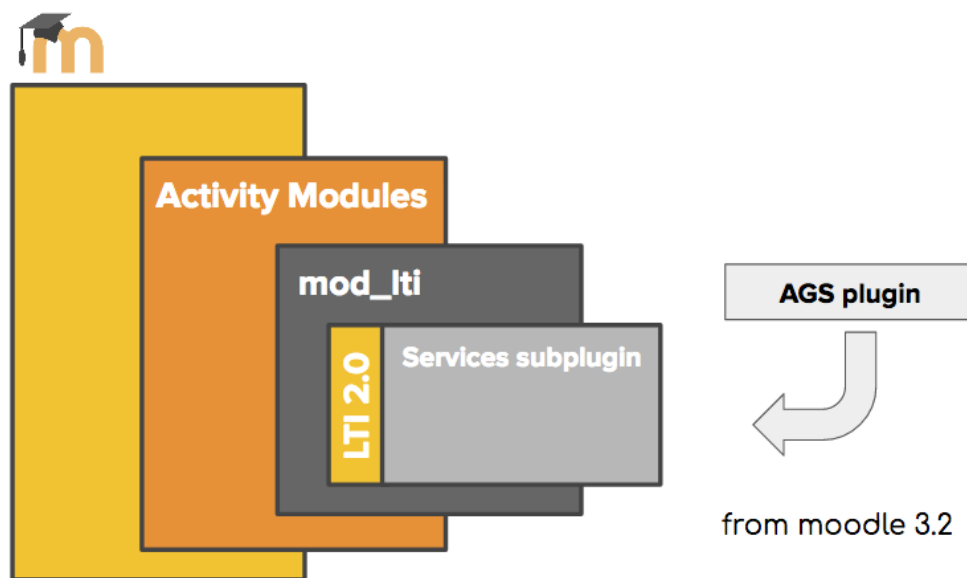 m
Activity Modules
mod_lti
LTI 2.0
Services subplugin
AGS plugin
from moodle 3.2